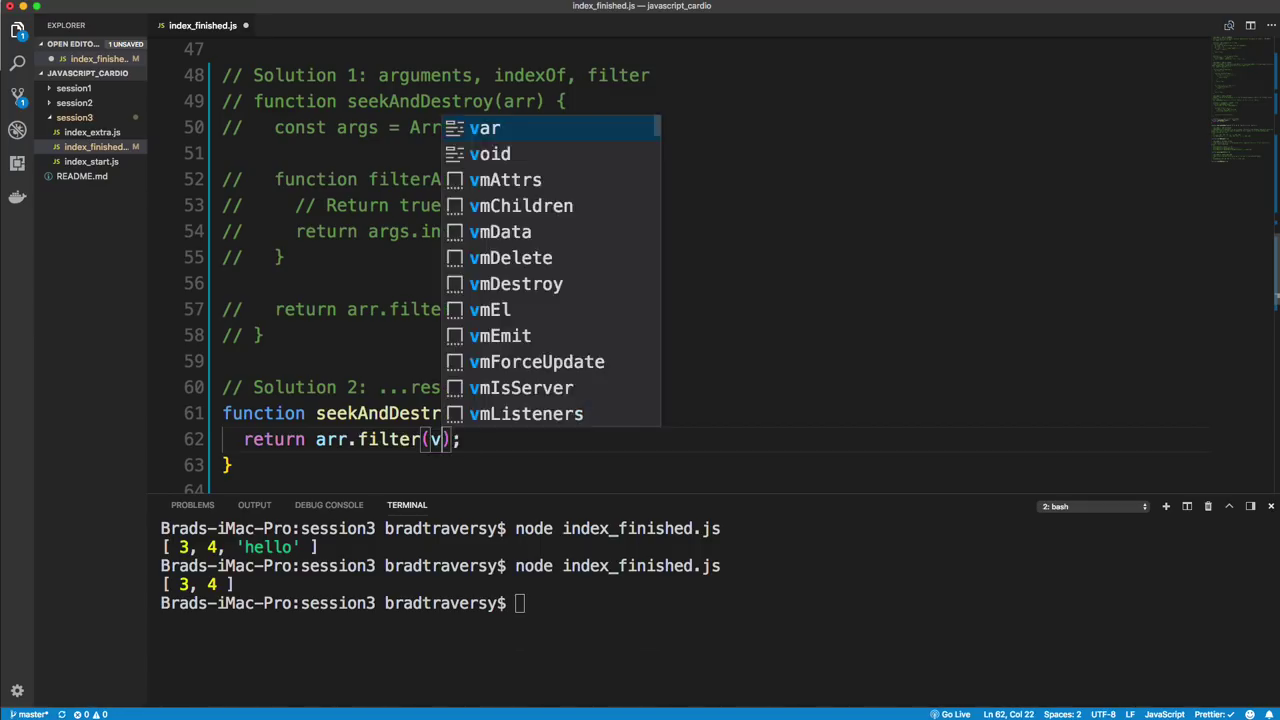 index_finished.js — javascript_cardio
EXPLORER
OPEN EDITO... 1 UNSAVED
index_finishe... M
JAVASCRIPT_CARDIO
session1
session2
session3
index_extra.js
index_finished... M
index_start.js
README.md
1
1
index_finished.js
47
48 // Solution 1: arguments, indexOf, filter
49 // function seekAndDestroy(arr) {
50 //   const args = Arr
51 //
52 //   function filterA
53 //     // Return true
54 //     return args.in
55 //   }
56
57 //   return arr.filte
58 // }
59
60 // Solution 2: ...res
61 function seekAndDestr
62   return arr.filter(v);
63 }
64
var
void
vmAttrs
vmChildren
vmData
vmDelete
vmDestroy
vmEl
vmEmit
vmForceUpdate
vmIsServer
vmListeners
PROBLEMS OUTPUT DEBUG CONSOLE TERMINAL 2: bash
Brads-iMac-Pro:session3 bradtraversy$ node index_finished.js
[ 3, 4, 'hello' ]
Brads-iMac-Pro:session3 bradtraversy$ node index_finished.js
[ 3, 4 ]
Brads-iMac-Pro:session3 bradtraversy$
master* 0 0 Go Live Ln 62, Col 22 Spaces: 2 UTF-8 LF JavaScript Prettier: ✓